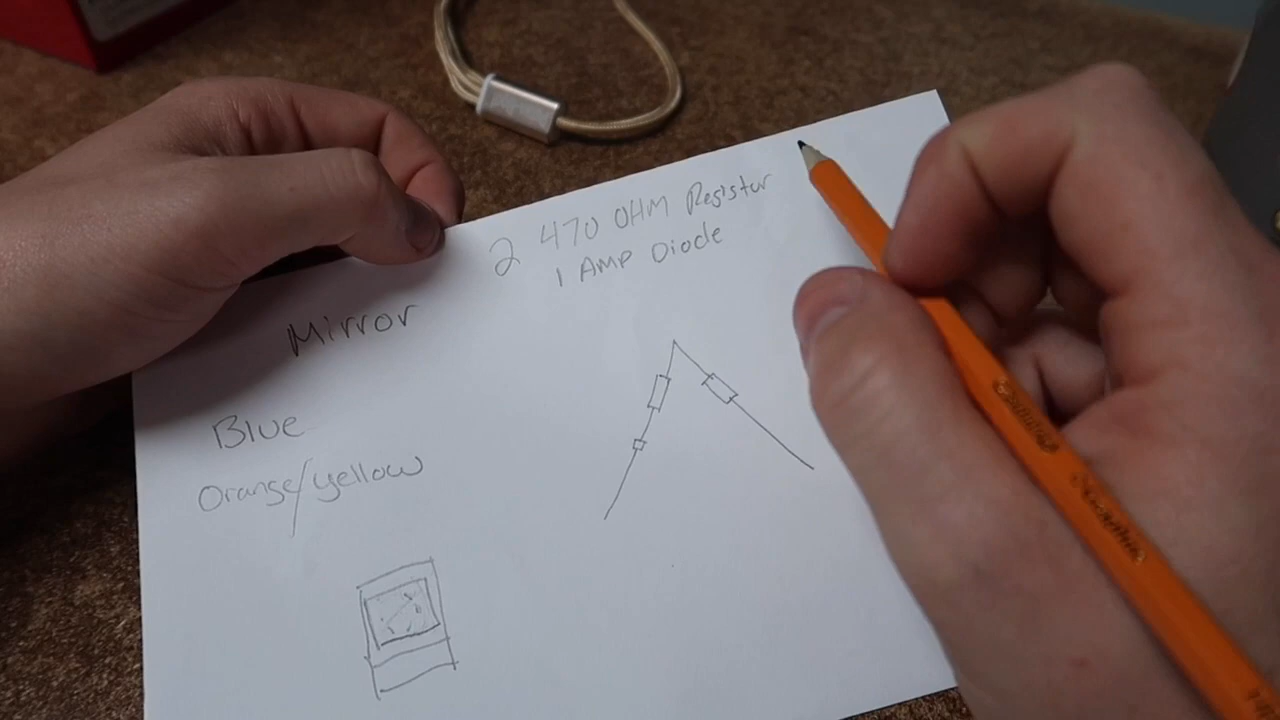 2 470 OHM Resistor
1 AMP Diode
Mirror
Blue
Orange/yellow